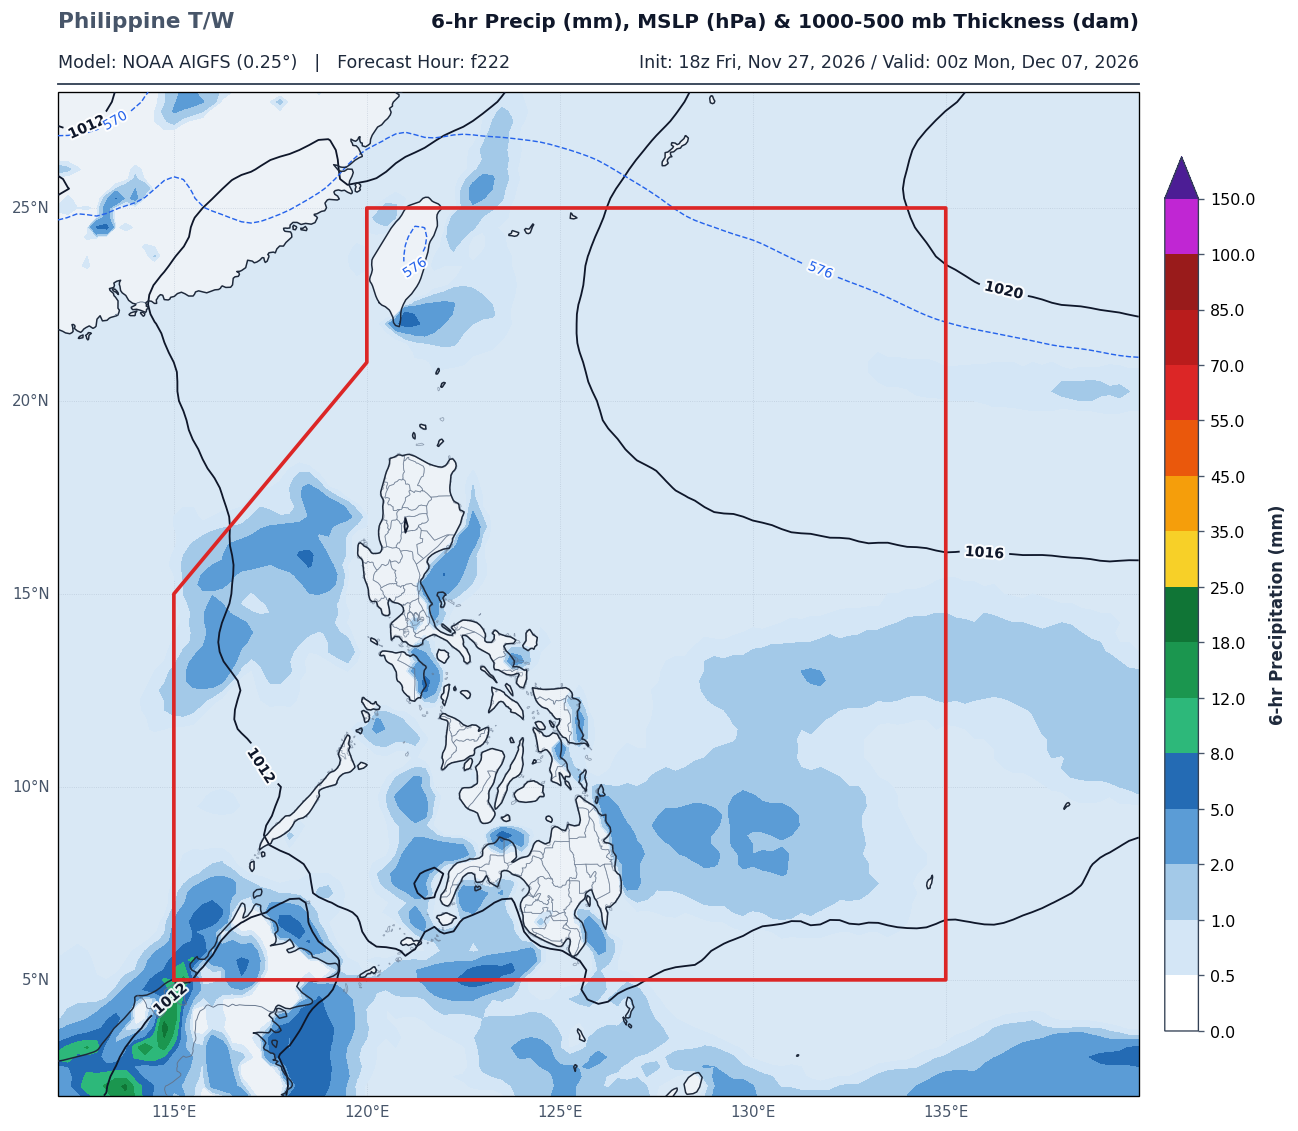 Philippine T/W
6-hr Precip (mm), MSLP (hPa) & 1000-500 mb Thickness (dam)
Model: NOAA AIGFS (0.25°) | Forecast Hour: f222
Init: 18z Fri, Nov 27, 2026 / Valid: 00z Mon, Dec 07, 2026
1012
570
25°N
20°N
15°N
10°N
5°N
576
576
1020
1016
1012
1012
115°E
120°E
125°E
130°E
135°E
150.0
100.0
85.0
70.0
55.0
45.0
35.0
25.0
18.0
12.0
8.0
5.0
2.0
1.0
0.5
0.0
6-hr Precipitation (mm)